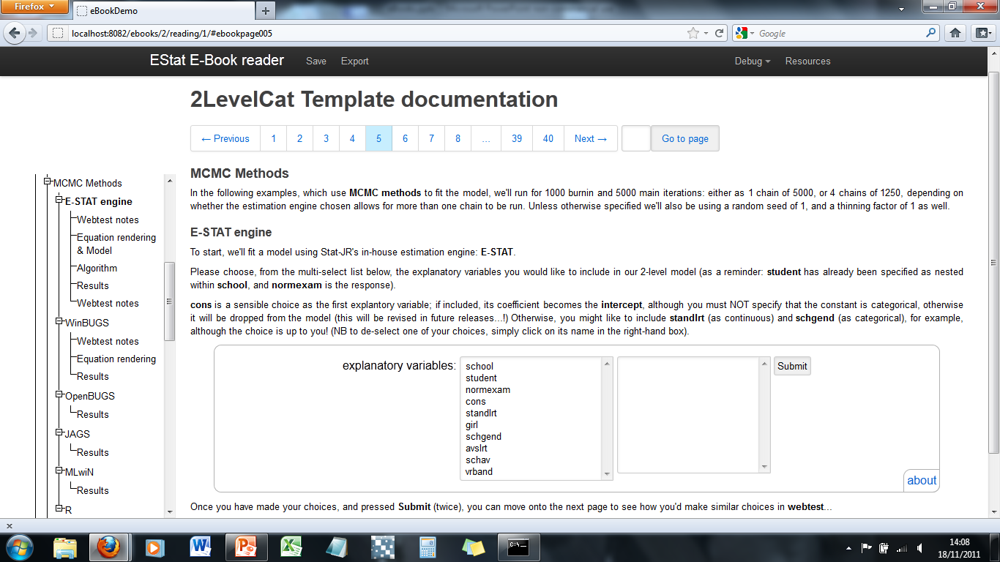 Firefox
eBookDemo
localhost:8082/ebooks/2/reading/1/#ebookpage005
Google
EStat E-Book reader
Save
Export
Debug
Resources
2LevelCat Template documentation
← Previous 1 2 3 4 5 6 7 8 ... 39 40 Next → Go to page
MCMC Methods
E-STAT engine
Webtest notes
Equation rendering
& Model
Algorithm
Results
Webtest notes
WinBUGS
Webtest notes
Equation rendering
Results
OpenBUGS
Results
JAGS
Results
MLwiN
Results
R
MCMC Methods
In the following examples, which use MCMC methods to fit the model, we'll run for 1000 burnin and 5000 main iterations: either as 1 chain of 5000, or 4 chains of 1250, depending on
whether the estimation engine chosen allows for more than one chain to be run. Unless otherwise specified we'll also be using a random seed of 1, and a thinning factor of 1 as well.
E-STAT engine
To start, we'll fit a model using Stat-JR's in-house estimation engine: E-STAT.
Please choose, from the multi-select list below, the explanatory variables you would like to include in our 2-level model (as a reminder: student has already been specified as nested
within school, and normexam is the response).
cons is a sensible choice as the first explantory variable; if included, its coefficient becomes the intercept, although you must NOT specify that the constant is categorical, otherwise
it will be dropped from the model (this will be revised in future releases...!) Otherwise, you might like to include standlrt (as continuous) and schgend (as categorical), for example,
although the choice is up to you! (NB to de-select one of your choices, simply click on its name in the right-hand box).
explanatory variables:
school
student
normexam
cons
standlrt
girl
schgend
avslrt
schav
vrband
Submit
about
Once you have made your choices, and pressed Submit (twice), you can move onto the next page to see how you'd make similar choices in webtest...
x
C:\
14:08
18/11/2011